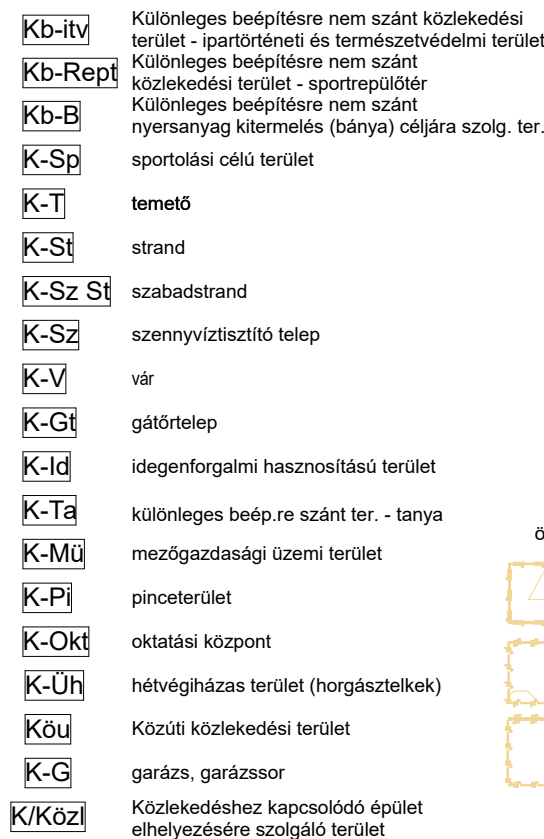 Kb-itv Különleges beépítésre nem szánt közlekedési
terület - ipartörténeti és természetvédelmi terület
Kb-Rept Különleges beépítésre nem szánt
közlekedési terület - sportrepülőtér
Kb-B Különleges beépítésre nem szánt
nyersanyag kitermelés (bánya) céljára szolg. ter.
K-Sp sportolási célú terület
K-T temető
K-St strand
K-Sz St szabadstrand
K-Sz szennyvíztisztító telep
K-V vár
K-Gt gátőrtelep
K-Id idegenforgalmi hasznosítású terület
K-Ta különleges beép.re szánt ter. - tanya
ö
K-Mü mezőgazdasági üzemi terület
K-Pi pinceterület
K-Okt oktatási központ
K-Üh hétvégiházas terület (horgásztelkek)
Köu Közúti közlekedési terület
K-G garázs, garázssor
K/Közl Közlekedéshez kapcsolódó épület
elhelyezésére szolgáló terület